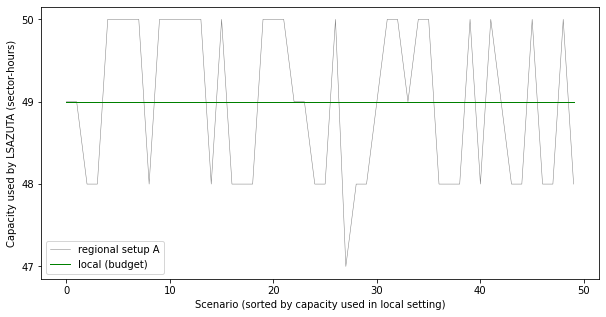 50
49
48
47
Capacity used by LSAZUTA (sector-hours)
regional setup A
local (budget)
0 10 20 30 40 50
Scenario (sorted by capacity used in local setting)